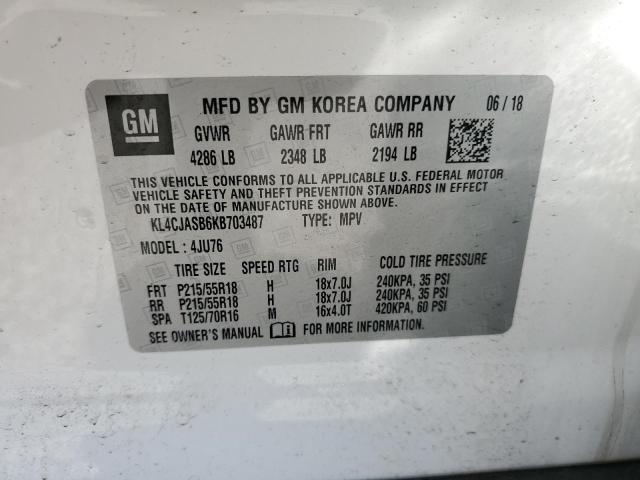 GM MFD BY GM KOREA COMPANY 06 / 18
GVWR GAWR FRT GAWR RR
4286 LB 2348 LB 2194 LB
THIS VEHICLE CONFORMS TO ALL APPLICABLE U.S. FEDERAL MOTOR
VEHICLE SAFETY AND THEFT PREVENTION STANDARDS IN EFFECT
ON THE DATE OF MANUFACTURE SHOWN ABOVE.
KL4CJASB6KB703487 TYPE: MPV
MODEL : 4JU76
TIRE SIZE SPEED RTG RIM COLD TIRE PRESSURE
FRT P215/55R18 H 18x7.0J 240KPA, 35 PSI
RR P215/55R18 H 18x7.0J 240KPA, 35 PSI
SPA T125/70R16 M 16x4.0T 420KPA, 60 PSI
SEE OWNER'S MANUAL FOR MORE INFORMATION.